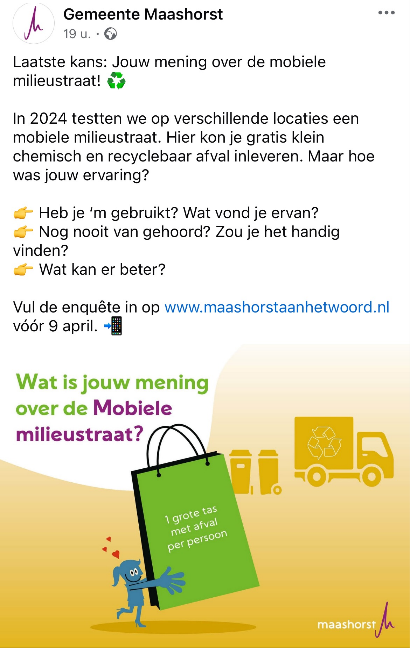 Gemeente Maashorst
19 u.
Laatste kans: Jouw mening over de mobiele
milieustraat! ♻️
In 2024 testten we op verschillende locaties een
mobiele milieustraat. Hier kon je gratis klein
chemisch en recyclebaar afval inleveren. Maar hoe
was jouw ervaring?
👉 Heb je ‘m gebruikt? Wat vond je ervan?
👉 Nog nooit van gehoord? Zou je het handig
vinden?
👉 Wat kan er beter?
Vul de enquête in op www.maashorstaanhetwoord.nl
vóór 9 april. 📲
Wat is jouw mening
over de Mobiele
milieustraat?
1 grote tas
met afval
per persoon
maashorst